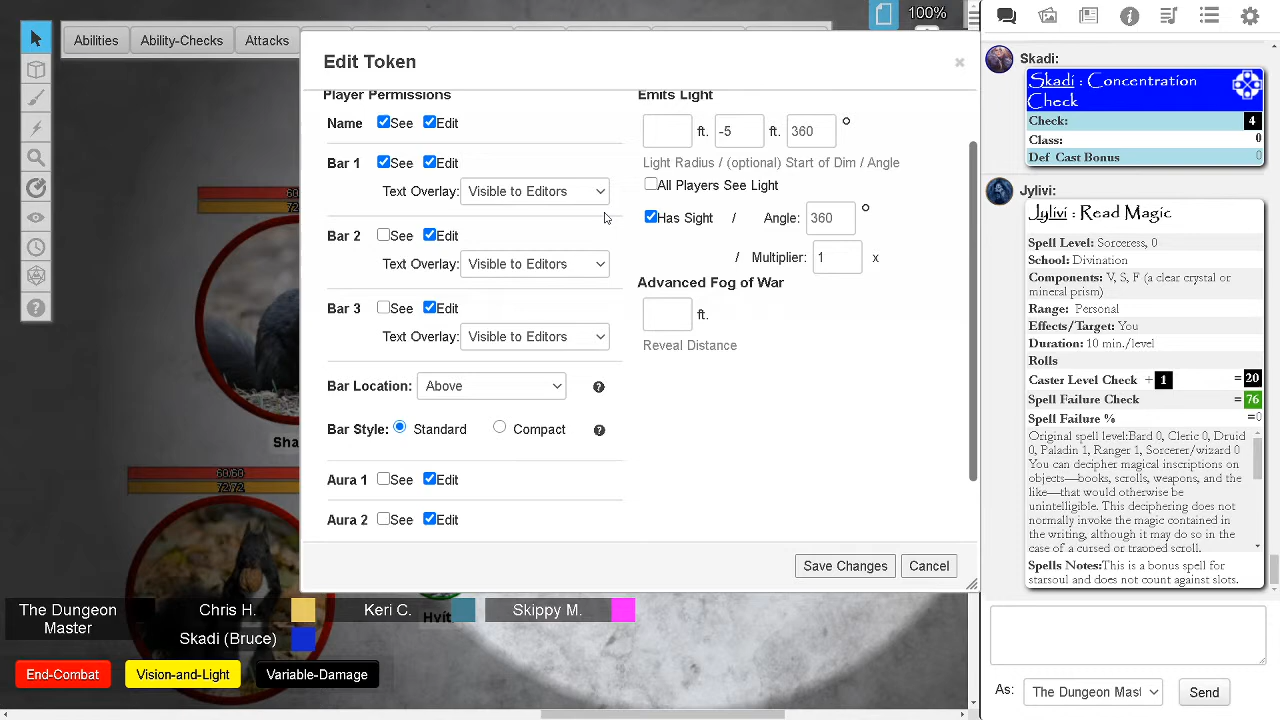 100%
Abilities
Ability-Checks
Attacks
Edit Token
×
Player Permissions
Name See Edit
Bar 1 See Edit
Text Overlay: Visible to Editors
Bar 2 See Edit
Text Overlay: Visible to Editors
Bar 3 See Edit
Text Overlay: Visible to Editors
Bar Location: Above ?
Bar Style: Standard Compact ?
Aura 1 See Edit
Aura 2 See Edit
Emits Light
ft. -5 ft. 360 °
Light Radius / (optional) Start of Dim / Angle
All Players See Light
Has Sight / Angle: 360 °
/ Multiplier: 1 x
Advanced Fog of War
ft.
Reveal Distance
Save Changes
Cancel
60
60
Sha
60/60
72/72
Hvít
The Dungeon
Master
Chris H.
Keri C.
Skippy M.
Skadi (Bruce)
End-Combat
Vision-and-Light
Variable-Damage
Skadi:
Skadi : Concentration
Check
Check: 4
Class: 0
Def Cast Bonus 0
Jylivi:
Jylivi : Read Magic
Spell Level: Sorceress, 0
School: Divination
Components: V, S, F (a clear crystal or
mineral prism)
Range: Personal
Effects/Target: You
Duration: 10 min./level
Rolls
Caster Level Check + 1 =20
Spell Failure Check =76
Spell Failure % =0
Original spell level:Bard 0, Cleric 0, Druid
0, Paladin 1, Ranger 1, Sorcerer/wizard 0
You can decipher magical inscriptions on
objects—books, scrolls, weapons, and the
like—that would otherwise be
unintelligible. This deciphering does not
normally invoke the magic contained in
the writing, although it may do so in the
case of a cursed or trapped scroll.
Spells Notes:This is a bonus spell for
starsoul and does not count against slots.
As: The Dungeon Mast
Send